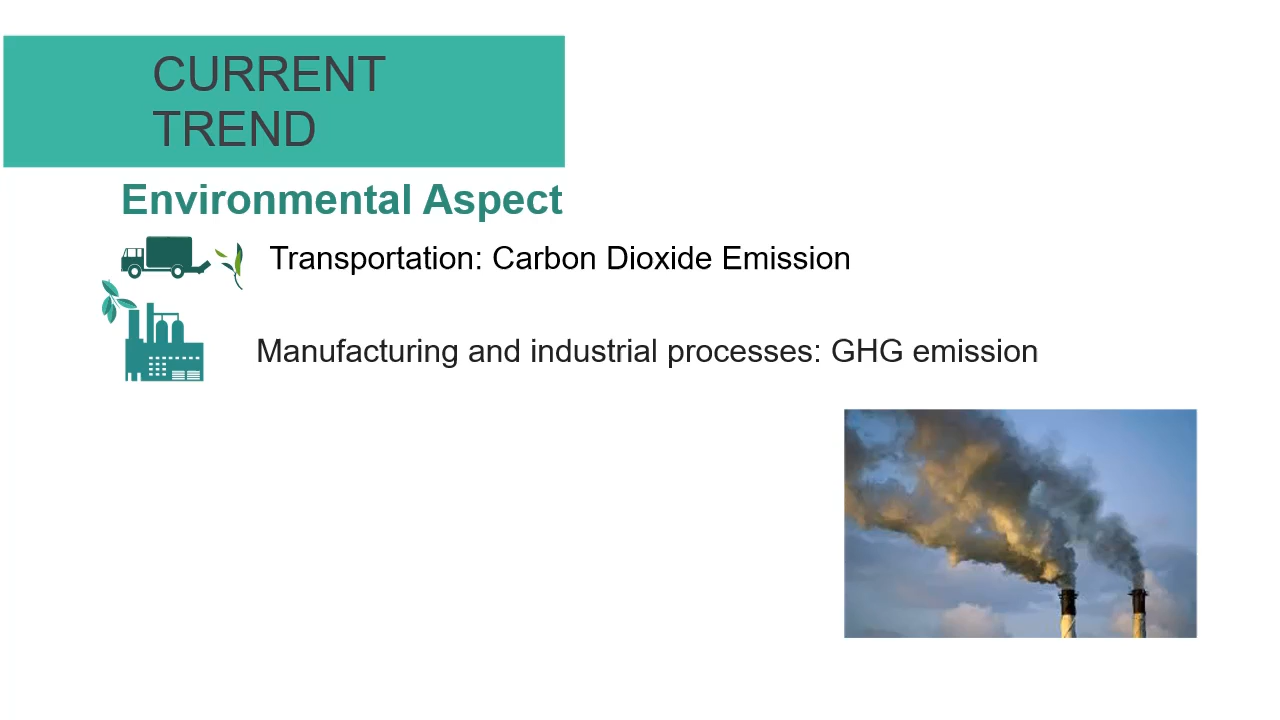 CURRENT
TREND
Environmental Aspect
Transportation: Carbon Dioxide Emission
Manufacturing and industrial processes: GHG emission